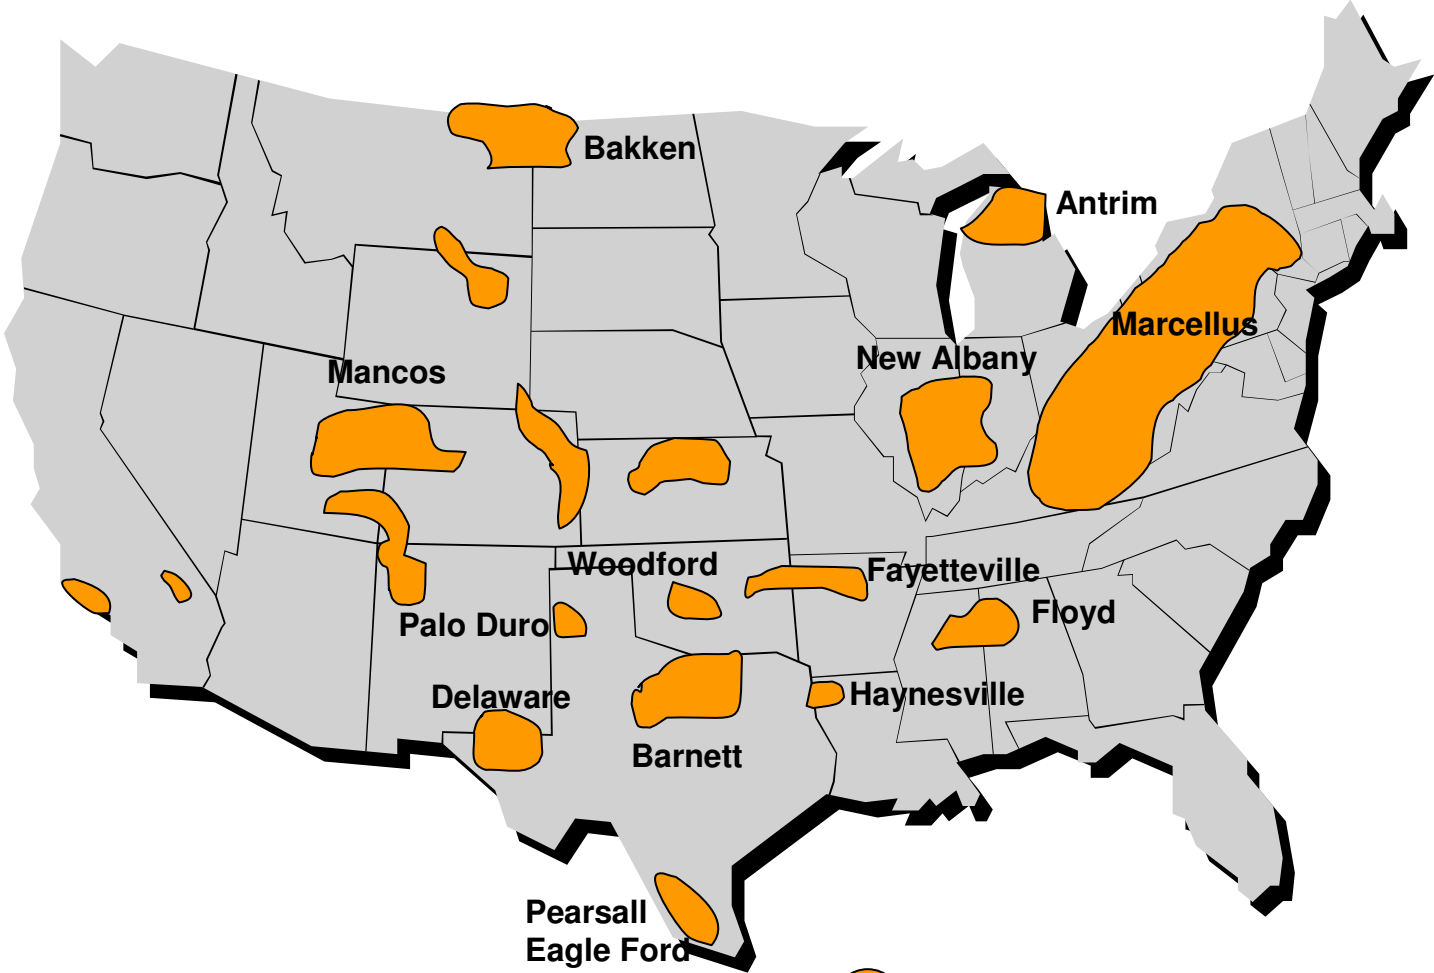 Bakken
Antrim
Marcellus
New Albany
Mancos
Woodford
Fayetteville
Palo Duro
Floyd
Delaware
Haynesville
Barnett
Pearsall
Eagle Ford